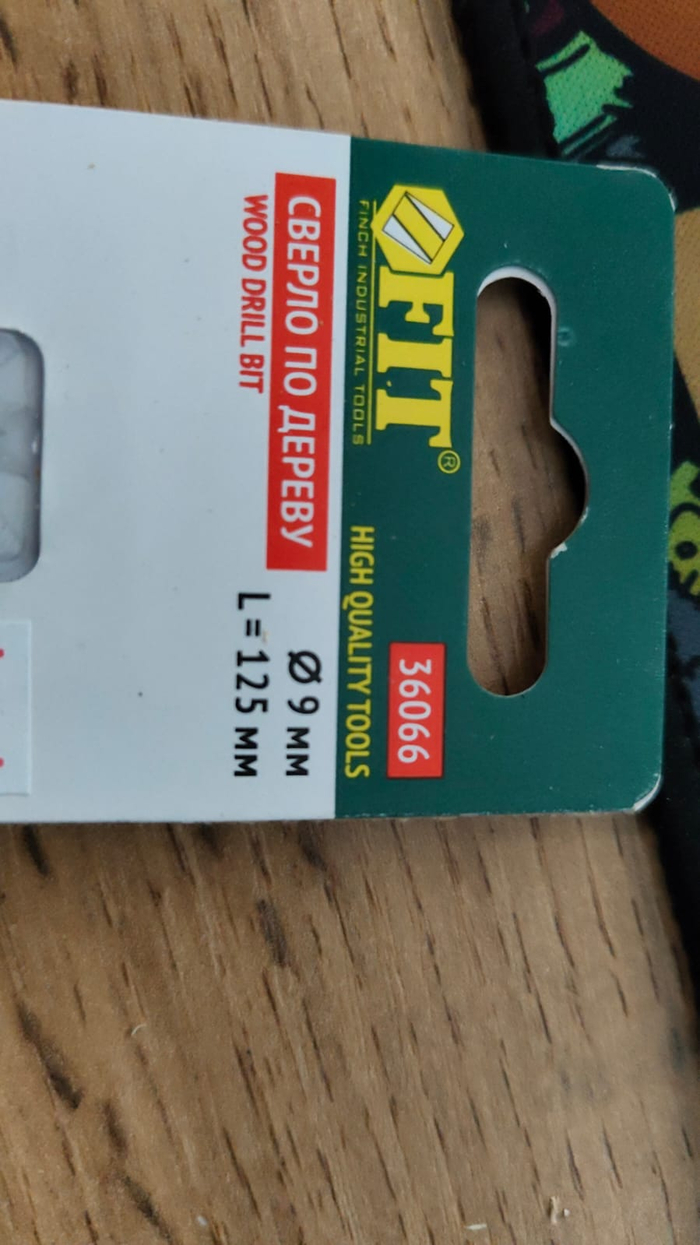 FIT®
FINCH INDUSTRIAL TOOLS
36066
HIGH QUALITY TOOLS
СВЕРЛО ПО ДЕРЕВУ
WOOD DRILL BIT
Ø 9 мм
L = 125 мм